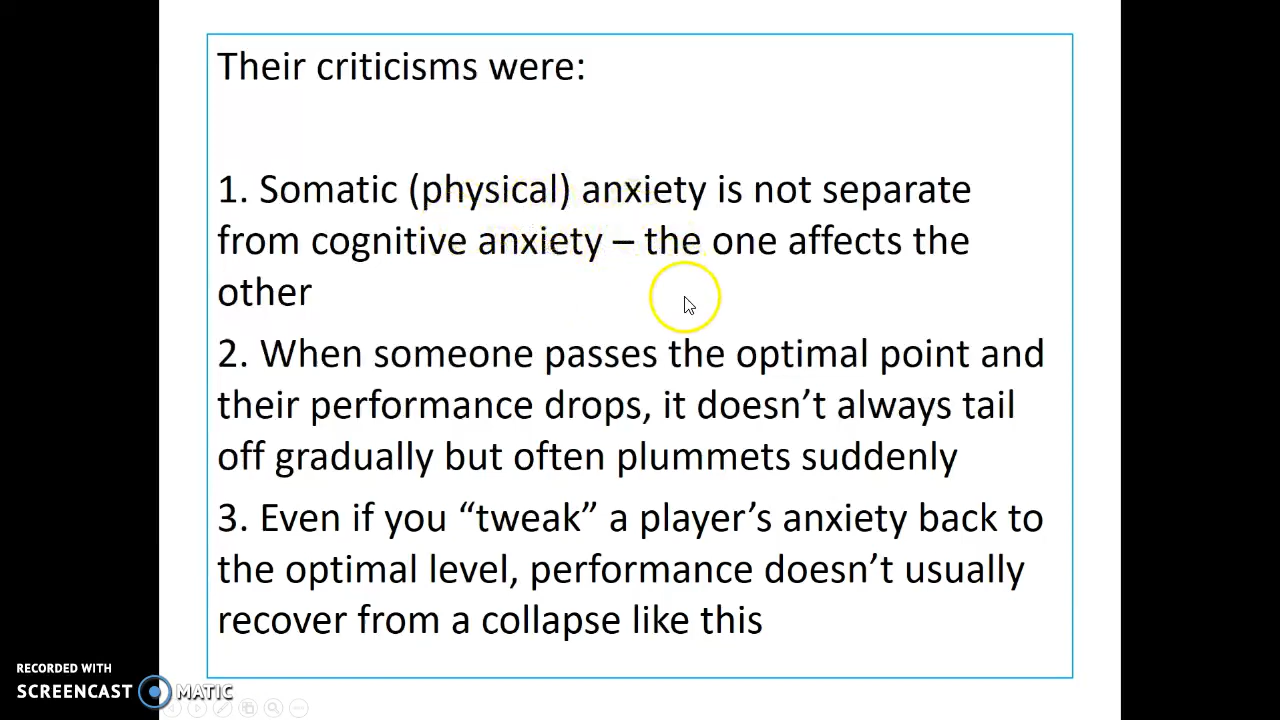 Their criticisms were:
1. Somatic (physical) anxiety is not separate
from cognitive anxiety – the one affects the
other
2. When someone passes the optimal point and
their performance drops, it doesn’t always tail
off gradually but often plummets suddenly
3. Even if you “tweak” a player’s anxiety back to
the optimal level, performance doesn’t usually
recover from a collapse like this
RECORDED WITH
SCREENCAST MATIC